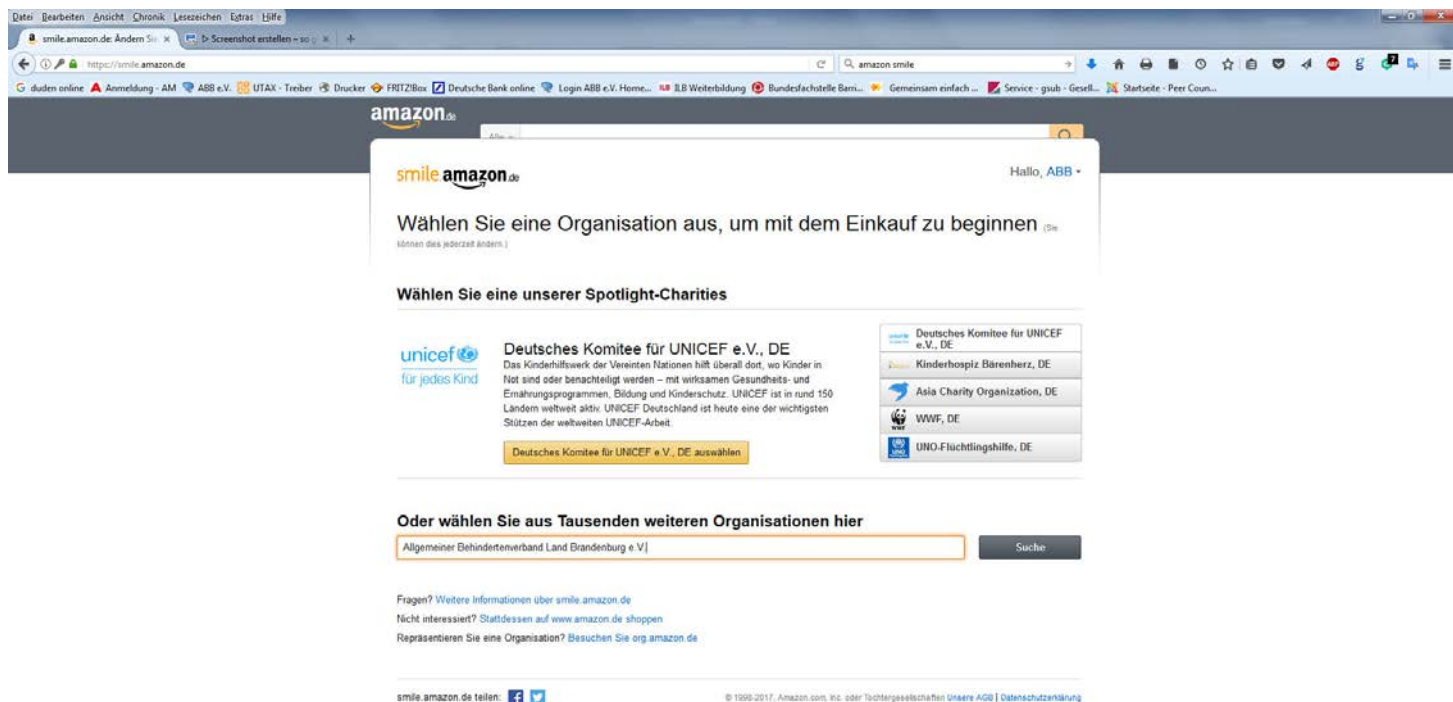 Datei Bearbeiten Ansicht Chronik Lesezeichen Extras Hilfe
smile.amazon.de: Ändern Si
Screenshot erstellen – so g
https://smile.amazon.de
amazon smile
duden online Anmeldung - AM ABB e.V. UTAX - Treiber Drucker FRITZ!Box Deutsche Bank online Login ABB e.V. Home... ILB Weiterbildung Bundesfachstelle Barri... Gemeinsam einfach ... Service - gsub - Gesell... Startseite - Peer Coun...
amazon.de
Alle
smile.amazon.de
Hallo, ABB
Wählen Sie eine Organisation aus, um mit dem Einkauf zu beginnen (Sie
können dies jederzeit ändern.)
Wählen Sie eine unserer Spotlight-Charities
unicef
für jedes Kind
Deutsches Komitee für UNICEF e.V., DE
Das Kinderhilfswerk der Vereinten Nationen hilft überall dort, wo Kinder in
Not sind oder benachteiligt werden – mit wirksamen Gesundheits- und
Ernährungsprogrammen, Bildung und Kinderschutz. UNICEF ist in rund 150
Ländern weltweit aktiv. UNICEF Deutschland ist heute eine der wichtigsten
Stützen der weltweiten UNICEF-Arbeit.
Deutsches Komitee für UNICEF e.V., DE auswählen
Deutsches Komitee für UNICEF
e.V., DE
Kinderhospiz Bärenherz, DE
Asia Charity Organization, DE
WWF, DE
UNO-Flüchtlingshilfe, DE
Oder wählen Sie aus Tausenden weiteren Organisationen hier
Allgemeiner Behindertenverband Land Brandenburg e.V.
Suche
Fragen? Weitere Informationen über smile.amazon.de
Nicht interessiert? Stattdessen auf www.amazon.de shoppen
Repräsentieren Sie eine Organisation? Besuchen Sie org.amazon.de
smile.amazon.de teilen:
© 1998-2017, Amazon.com, Inc. oder Tochtergesellschaften Unsere AGB | Datenschutzerklärung